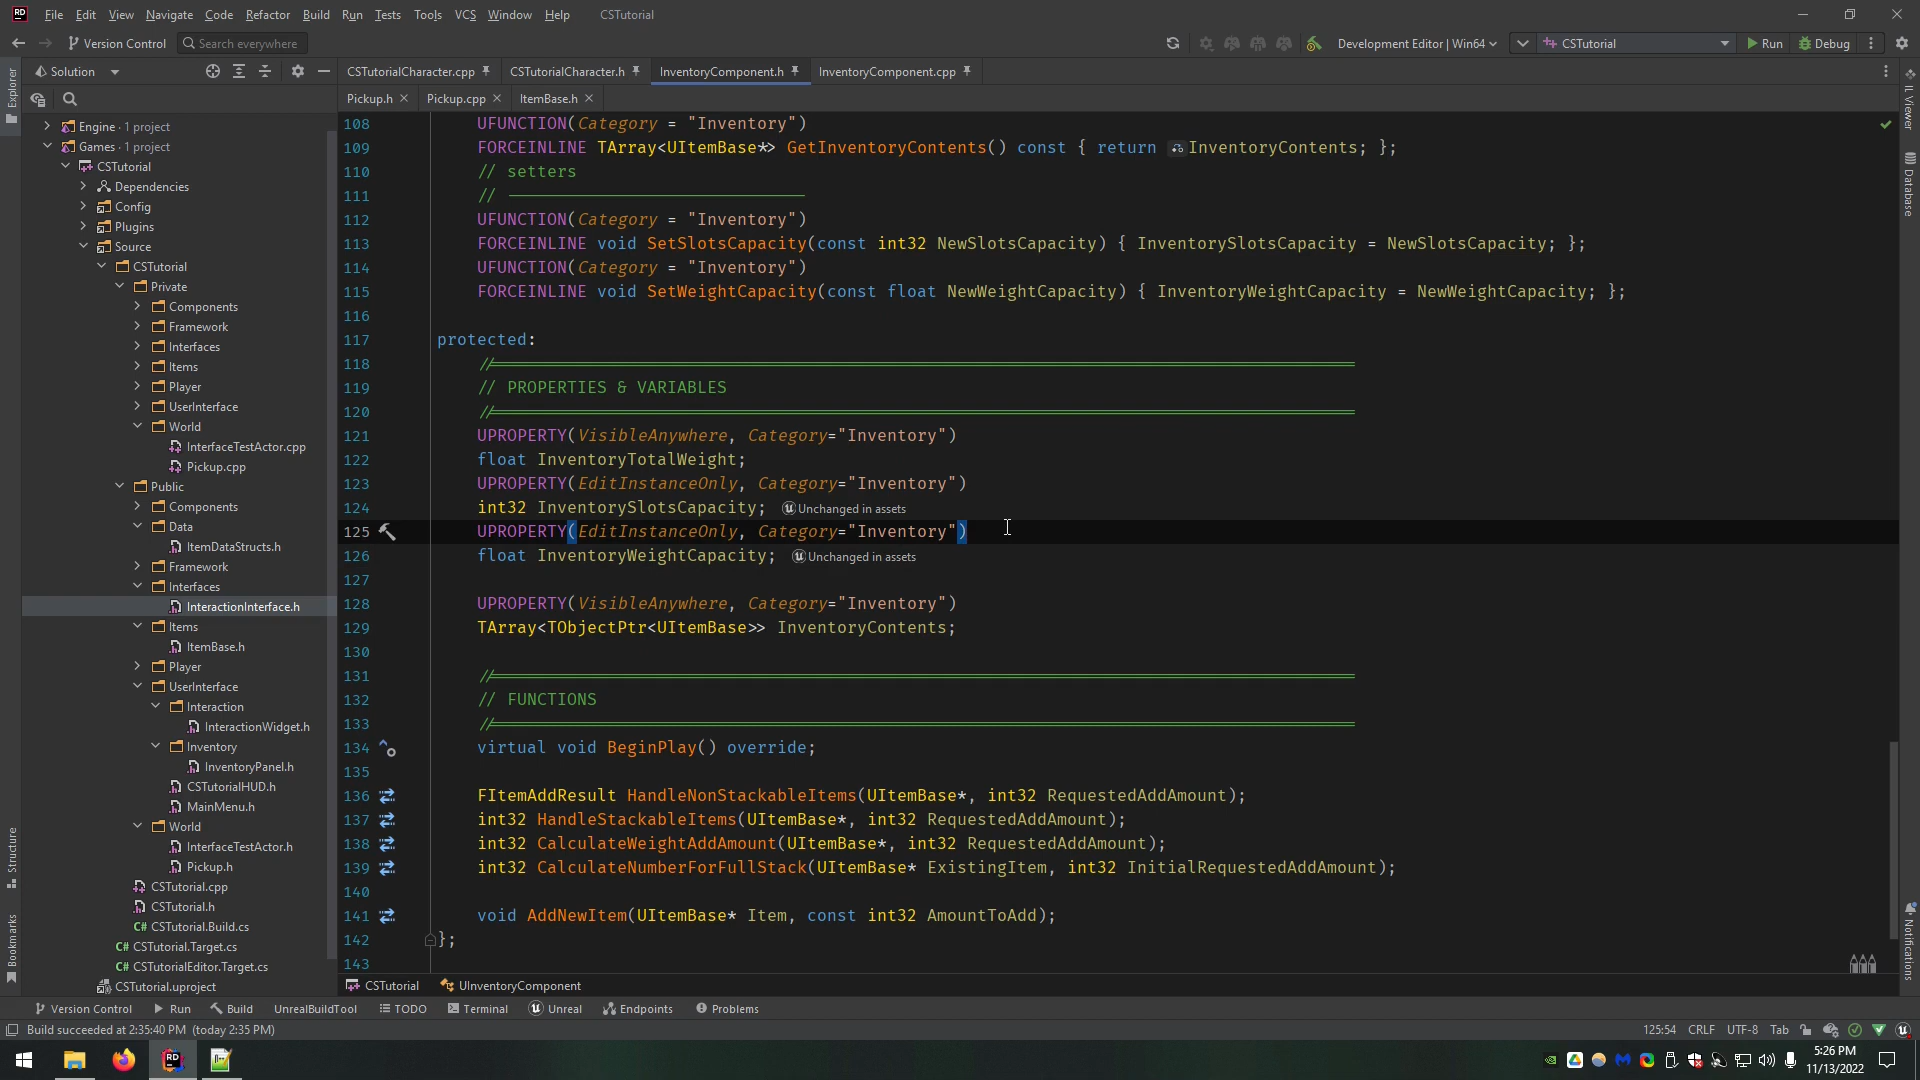 RD File Edit View Navigate Code Refactor Build Run Tests Tools VCS Window Help CSTutorial
Version Control Search everywhere Development Editor | Win64 CSTutorial Run Debug
Explorer
Solution
CSTutorialCharacter.cpp CSTutorialCharacter.h InventoryComponent.h InventoryComponent.cpp
Pickup.h Pickup.cpp ItemBase.h
Engine · 1 project
Games · 1 project
CSTutorial
Dependencies
Config
Plugins
Source
CSTutorial
Private
Components
Framework
Interfaces
Items
Player
UserInterface
World
InterfaceTestActor.cpp
Pickup.cpp
Public
Components
Data
ItemDataStructs.h
Framework
Interfaces
InteractionInterface.h
Items
ItemBase.h
Player
UserInterface
Interaction
InteractionWidget.h
Inventory
InventoryPanel.h
CSTutorialHUD.h
MainMenu.h
World
InterfaceTestActor.h
Pickup.h
CSTutorial.cpp
CSTutorial.h
C# CSTutorial.Build.cs
C# CSTutorial.Target.cs
C# CSTutorialEditor.Target.cs
CSTutorial.uproject
108 UFUNCTION(Category = "Inventory")
109 FORCEINLINE TArray<UItemBase*> GetInventoryContents() const { return InventoryContents; };
110 // setters
111 // ------------------------------
112 UFUNCTION(Category = "Inventory")
113 FORCEINLINE void SetSlotsCapacity(const int32 NewSlotsCapacity) { InventorySlotsCapacity = NewSlotsCapacity; };
114 UFUNCTION(Category = "Inventory")
115 FORCEINLINE void SetWeightCapacity(const float NewWeightCapacity) { InventoryWeightCapacity = NewWeightCapacity; };
116
117 protected:
118 //======================================================================================
119 // PROPERTIES & VARIABLES
120 //======================================================================================
121 UPROPERTY(VisibleAnywhere, Category="Inventory")
122 float InventoryTotalWeight;
123 UPROPERTY(EditInstanceOnly, Category="Inventory")
124 int32 InventorySlotsCapacity; Unchanged in assets
125 UPROPERTY(EditInstanceOnly, Category="Inventory")
126 float InventoryWeightCapacity; Unchanged in assets
127
128 UPROPERTY(VisibleAnywhere, Category="Inventory")
129 TArray<TObjectPtr<UItemBase>> InventoryContents;
130
131 //======================================================================================
132 // FUNCTIONS
133 //======================================================================================
134 virtual void BeginPlay() override;
135
136 FItemAddResult HandleNonStackableItems(UItemBase*, int32 RequestedAddAmount);
137 int32 HandleStackableItems(UItemBase*, int32 RequestedAddAmount);
138 int32 CalculateWeightAddAmount(UItemBase*, int32 RequestedAddAmount);
139 int32 CalculateNumberForFullStack(UItemBase* ExistingItem, int32 InitialRequestedAddAmount);
140
141 void AddNewItem(UItemBase* Item, const int32 AmountToAdd);
142 };
143
IL Viewer
Database
Notifications
Structure
Bookmarks
CSTutorial UInventoryComponent
Version Control Run Build UnrealBuildTool TODO Terminal Unreal Endpoints Problems
Build succeeded at 2:35:40 PM (today 2:35 PM) 125:54 CRLF UTF-8 Tab
RD
5:26 PM
11/13/2022